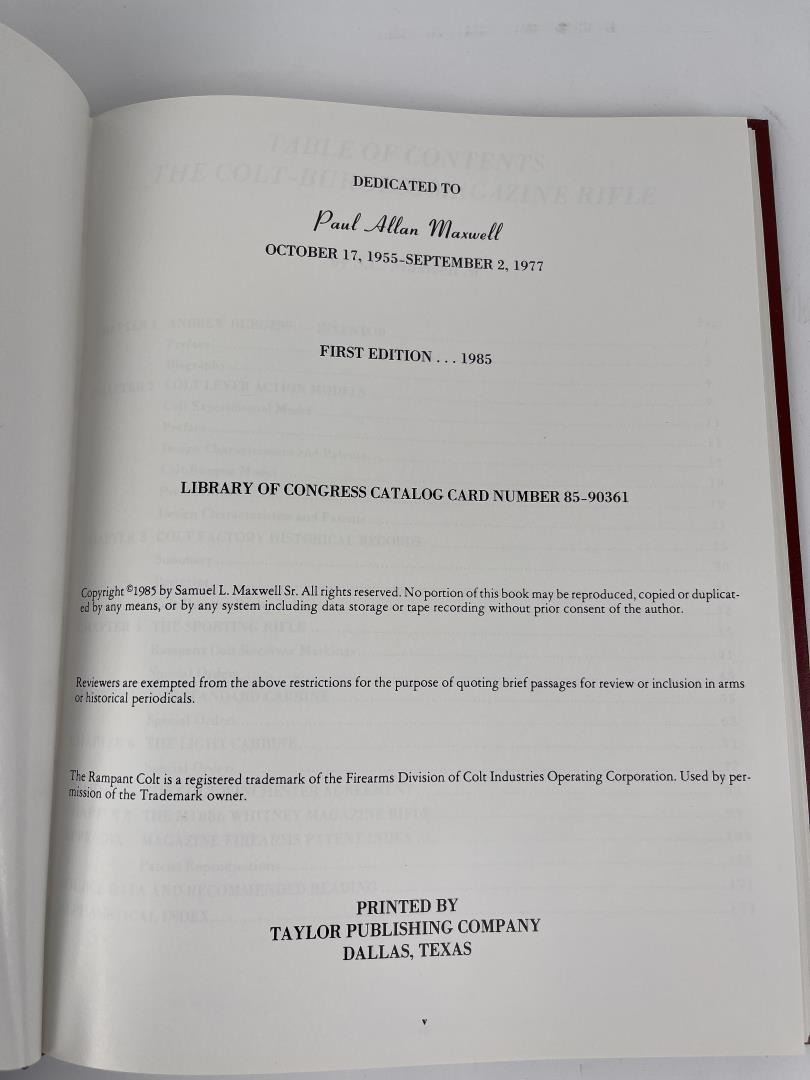 DEDICATED TO
Paul Allan Maxwell
OCTOBER 17, 1955-SEPTEMBER 2, 1977
FIRST EDITION . . . 1985
LIBRARY OF CONGRESS CATALOG CARD NUMBER 85-90361
Copyright ©1985 by Samuel L. Maxwell Sr. All rights reserved. No portion of this book may be reproduced, copied or duplicat-
ed by any means, or by any system including data storage or tape recording without prior consent of the author.
Reviewers are exempted from the above restrictions for the purpose of quoting brief passages for review or inclusion in arms
or historical periodicals.
The Rampant Colt is a registered trademark of the Firearms Division of Colt Industries Operating Corporation. Used by per-
mission of the Trademark owner.
PRINTED BY
TAYLOR PUBLISHING COMPANY
DALLAS, TEXAS
v